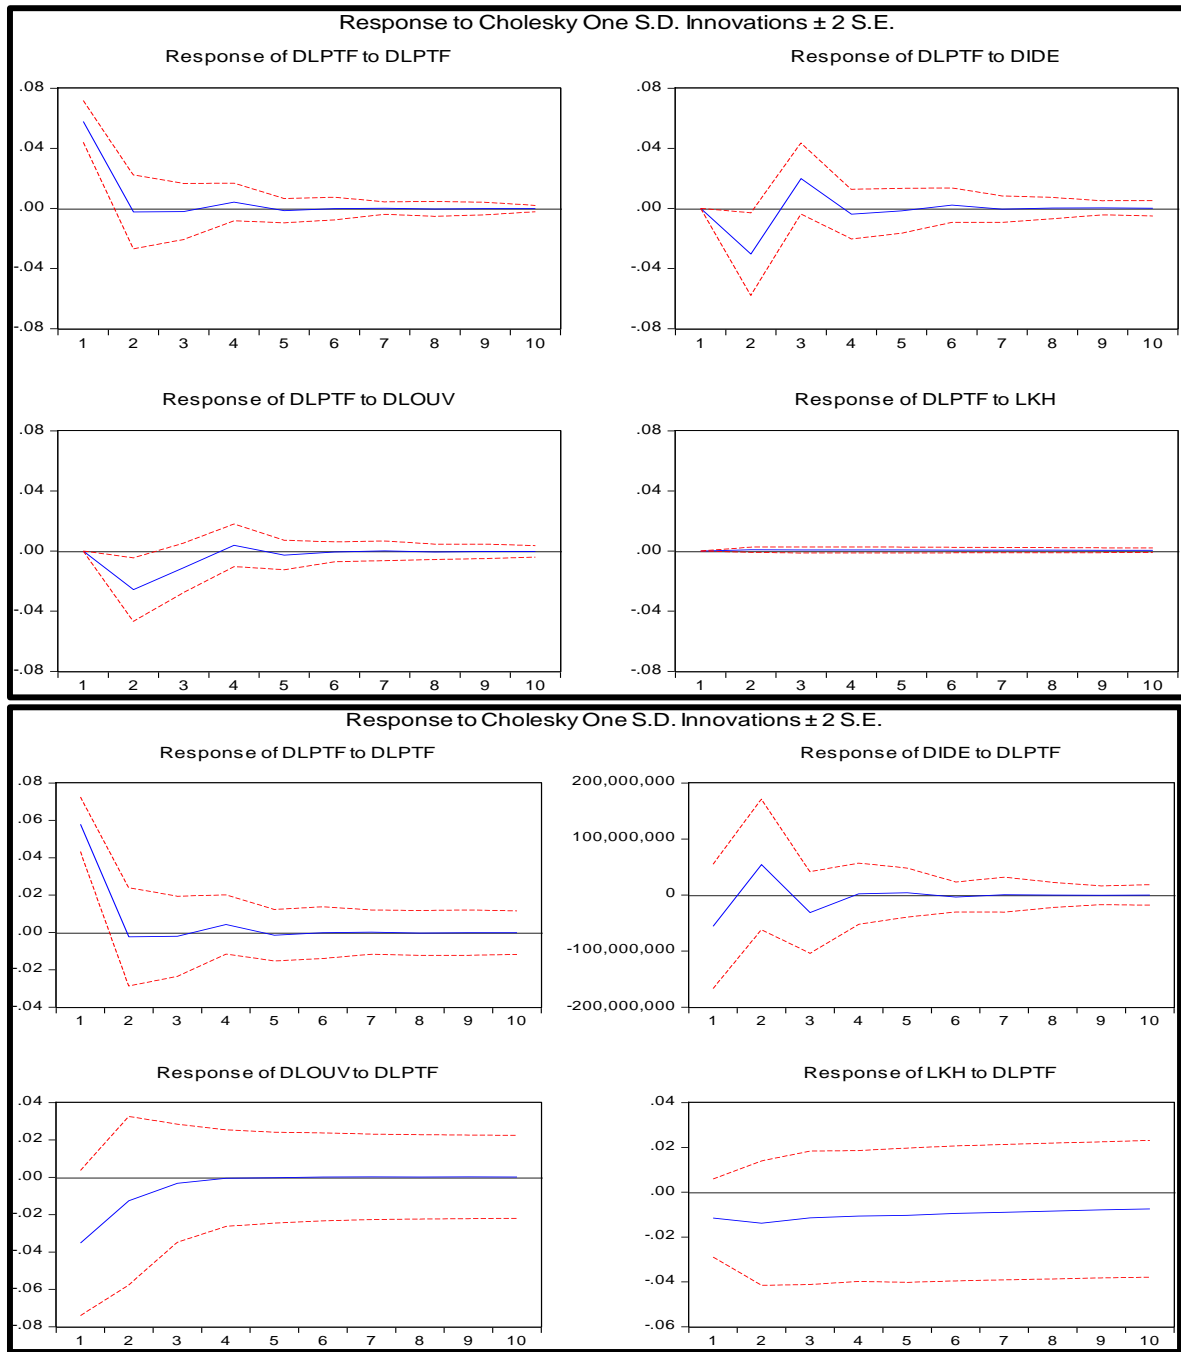 Response to Cholesky One S.D. Innovations ± 2 S.E.
Response of DLPTF to DLPTF
.08
.04
.00
-.04
-.08
1 2 3 4 5 6 7 8 9 10
Response of DLPTF to DIDE
.08
.04
.00
-.04
-.08
1 2 3 4 5 6 7 8 9 10
Response of DLPTF to DLOUV
.08
.04
.00
-.04
-.08
1 2 3 4 5 6 7 8 9 10
Response of DLPTF to LKH
.08
.04
.00
-.04
-.08
1 2 3 4 5 6 7 8 9 10
Response to Cholesky One S.D. Innovations ± 2 S.E.
Response of DLPTF to DLPTF
.08
.06
.04
.02
.00
-.02
-.04
1 2 3 4 5 6 7 8 9 10
Response of DIDE to DLPTF
200,000,000
100,000,000
0
-100,000,000
-200,000,000
1 2 3 4 5 6 7 8 9 10
Response of DLOUV to DLPTF
.04
.02
.00
-.02
-.04
-.06
-.08
1 2 3 4 5 6 7 8 9 10
Response of LKH to DLPTF
.04
.02
.00
-.02
-.04
-.06
1 2 3 4 5 6 7 8 9 10